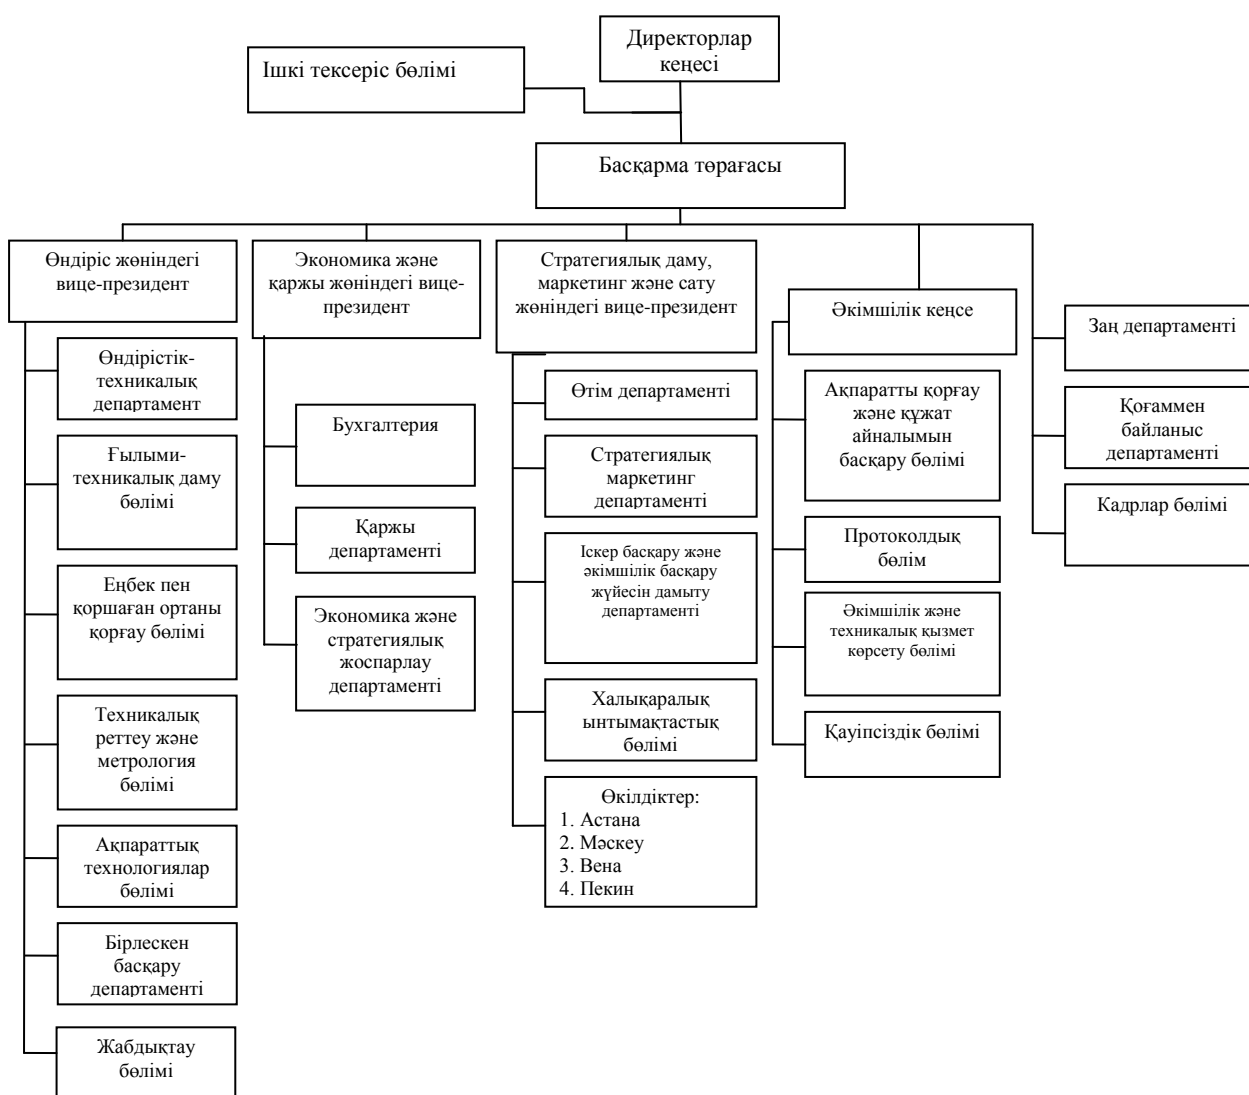 Директорлар
кеңесі
Ішкі тексеріс бөлімі
Басқарма төрағасы
Өндіріс жөніндегі
вице-президент
Өндірістік-
техникалық
департамент
Ғылыми-
техникалық даму
бөлімі
Еңбек пен
қоршаған ортаны
қорғау бөлімі
Техникалық
реттеу және
метрология
бөлімі
Ақпараттық
технологиялар
бөлімі
Бірлескен
басқару
департаменті
Жабдықтау
бөлімі
Экономика және
қаржы жөніндегі вице-
президент
Бухгалтерия
Қаржы
департаменті
Экономика және
стратегиялық
жоспарлау
департаменті
Стратегиялық даму,
маркетинг және сату
жөніндегі вице-президент
Өтім департаменті
Стратегиялық
маркетинг
департаменті
Іскер басқару және
әкімшілік басқару
жүйесін дамыту
департаменті
Халықаралық
ынтымақтастық
бөлімі
Өкілдіктер:
1. Астана
2. Мәскеу
3. Вена
4. Пекин
Әкімшілік кеңсе
Ақпаратты қорғау
және құжат
айналымын
басқару бөлімі
Протоколдық
бөлім
Әкімшілік және
техникалық қызмет
көрсету бөлімі
Қауіпсіздік бөлімі
Заң департаменті
Қоғаммен
байланыс
департаменті
Кадрлар бөлімі